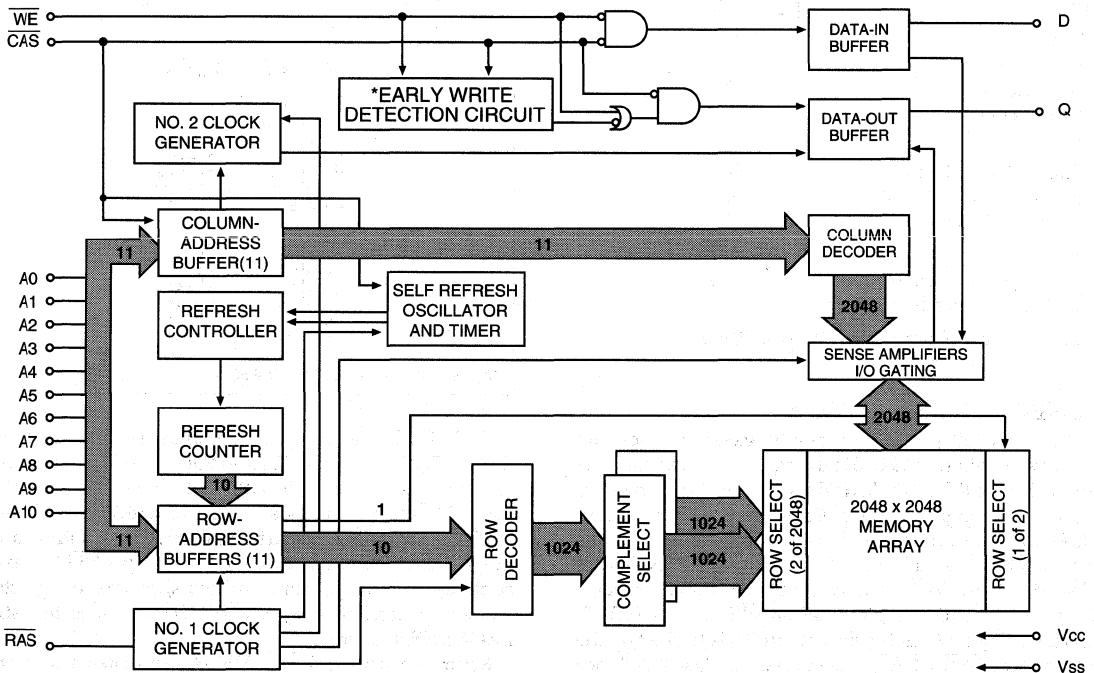 WE
CAS
*EARLY WRITE
DETECTION CIRCUIT
DATA-IN
BUFFER
D
NO. 2 CLOCK
GENERATOR
DATA-OUT
BUFFER
Q
COLUMN-
ADDRESS
BUFFER(11)
11
11
COLUMN
DECODER
A0
A1
A2
A3
A4
A5
A6
A7
A8
A9
A10
REFRESH
CONTROLLER
SELF REFRESH
OSCILLATOR
AND TIMER
2048
SENSE AMPLIFIERS
I/O GATING
2048
REFRESH
COUNTER
10
11
ROW-
ADDRESS
BUFFERS (11)
1
10
ROW
DECODER
1024
COMPLEMENT
SELECT
1024
1024
ROW SELECT
(2 of 2048)
2048 x 2048
MEMORY
ARRAY
ROW SELECT
(1 of 2)
RAS
NO. 1 CLOCK
GENERATOR
Vcc
Vss